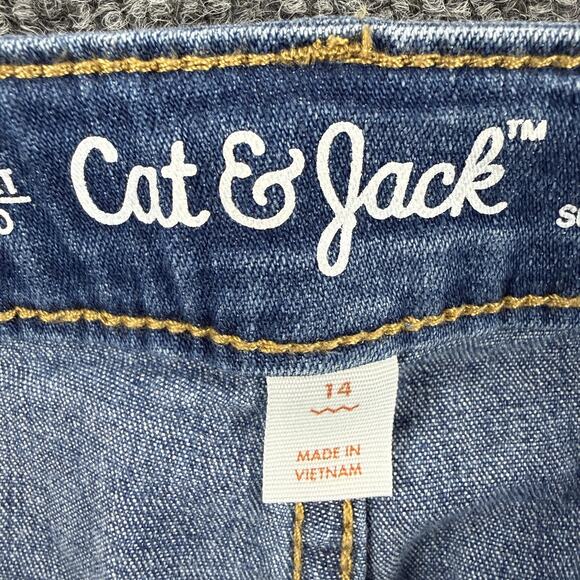 Cat & Jack™
14
MADE IN
VIETNAM